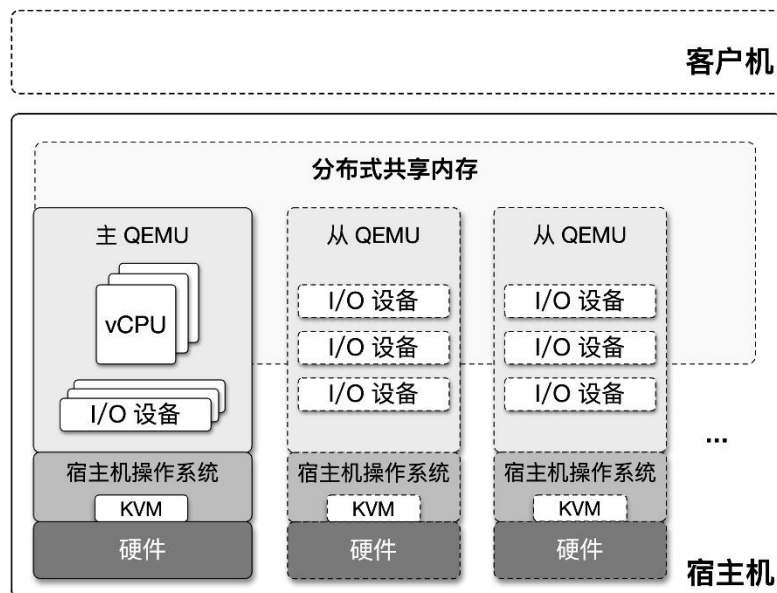 客户机
分布式共享内存
主 QEMU
从 QEMU
从 QEMU
vCPU
I/O 设备
I/O 设备
I/O 设备
I/O 设备
I/O 设备
I/O 设备
I/O 设备
...
宿主机操作系统
宿主机操作系统
宿主机操作系统
KVM
KVM
KVM
硬件
硬件
硬件
宿主机